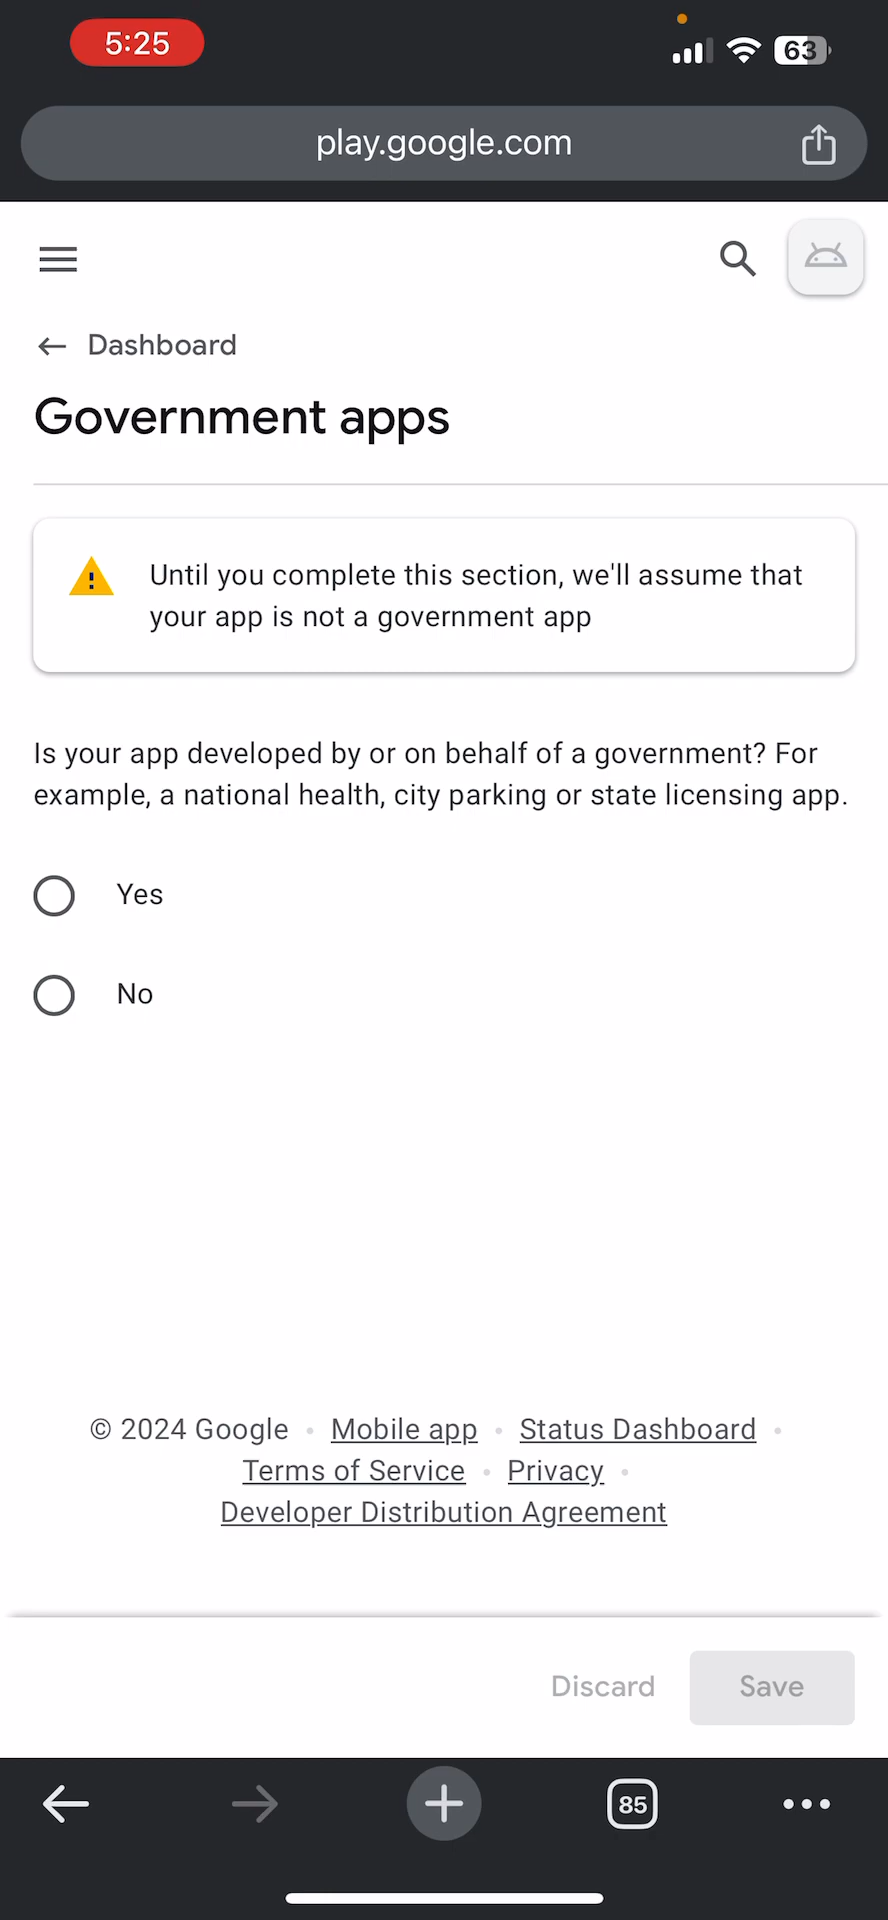 5:25
63
play.google.com
Dashboard
Government apps
Until you complete this section, we'll assume that
your app is not a government app
Is your app developed by or on behalf of a government? For
example, a national health, city parking or state licensing app.
Yes
No
© 2024 Google • Mobile app • Status Dashboard •
Terms of Service • Privacy •
Developer Distribution Agreement
Discard Save
85